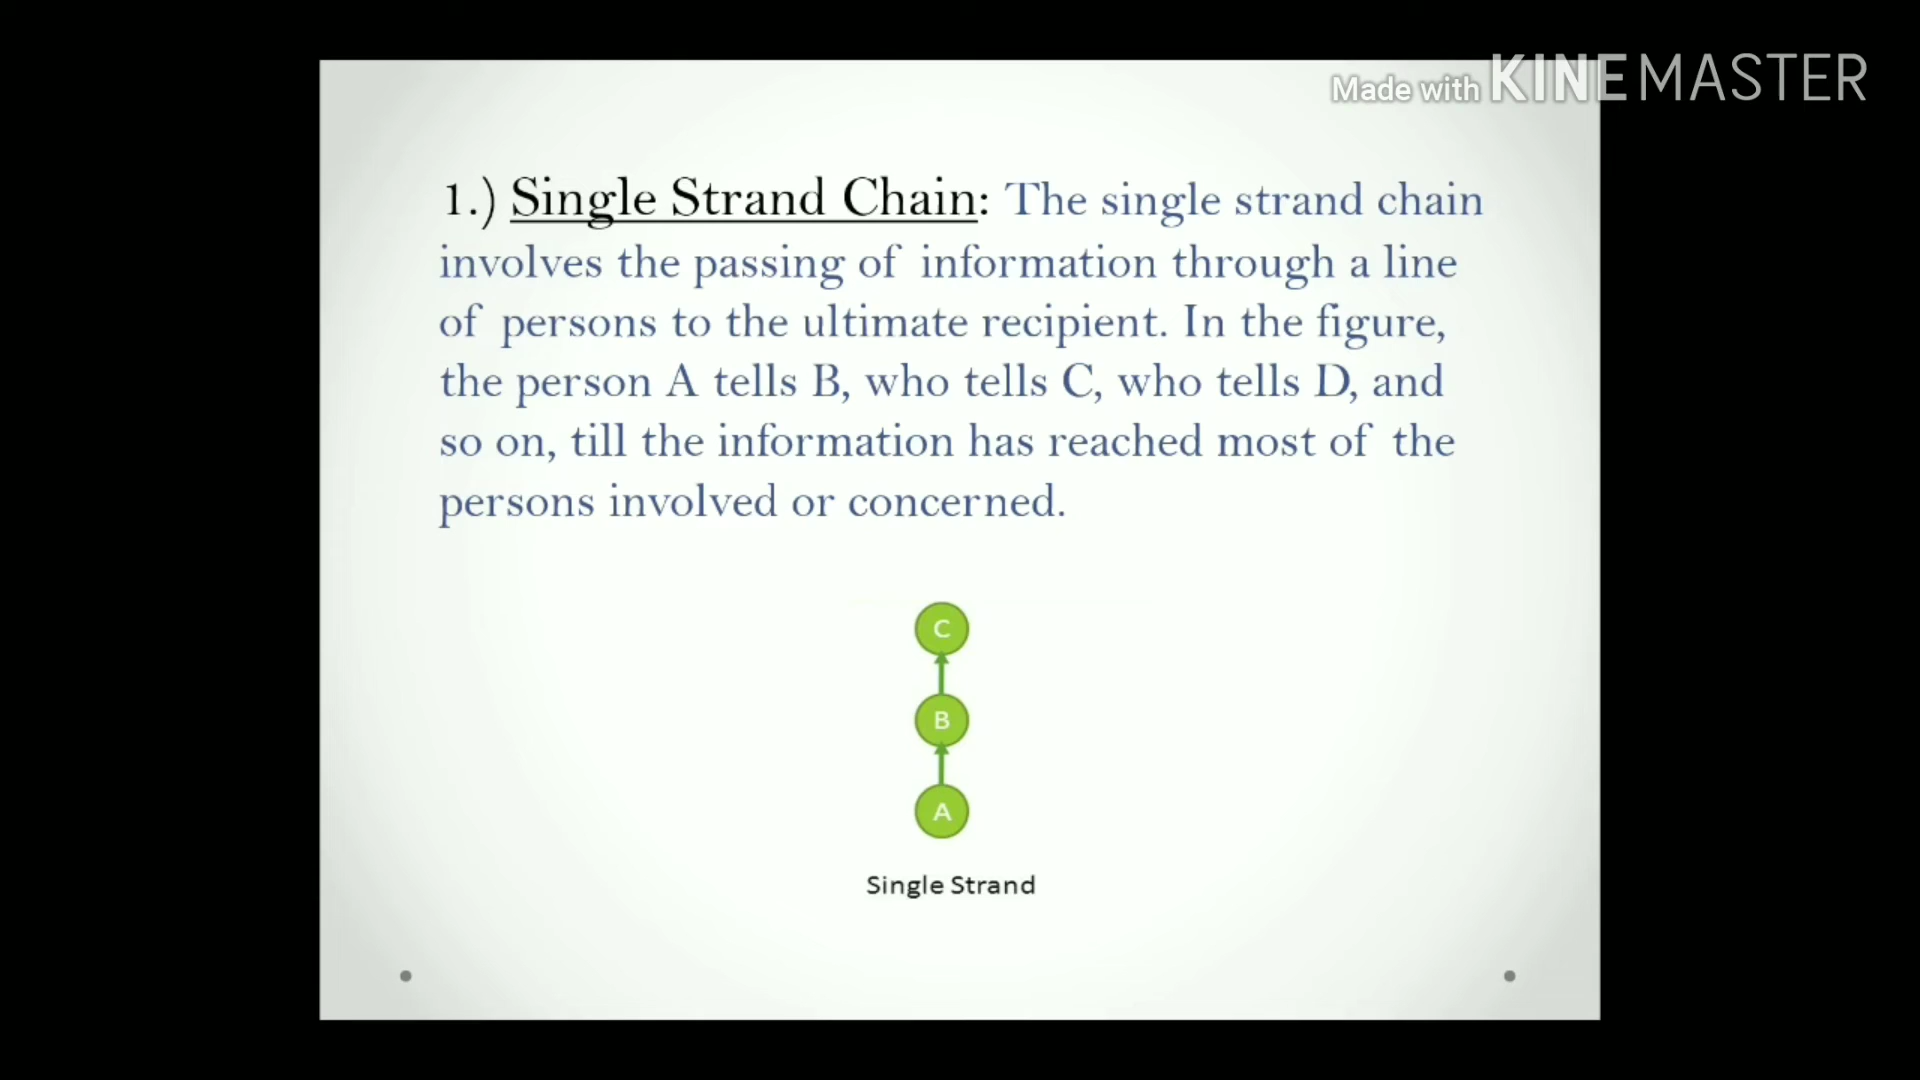 Made with KINEMASTER
1.) Single Strand Chain: The single strand chain
involves the passing of information through a line
of persons to the ultimate recipient. In the figure,
the person A tells B, who tells C, who tells D, and
so on, till the information has reached most of the
persons involved or concerned.
C
B
A
Single Strand